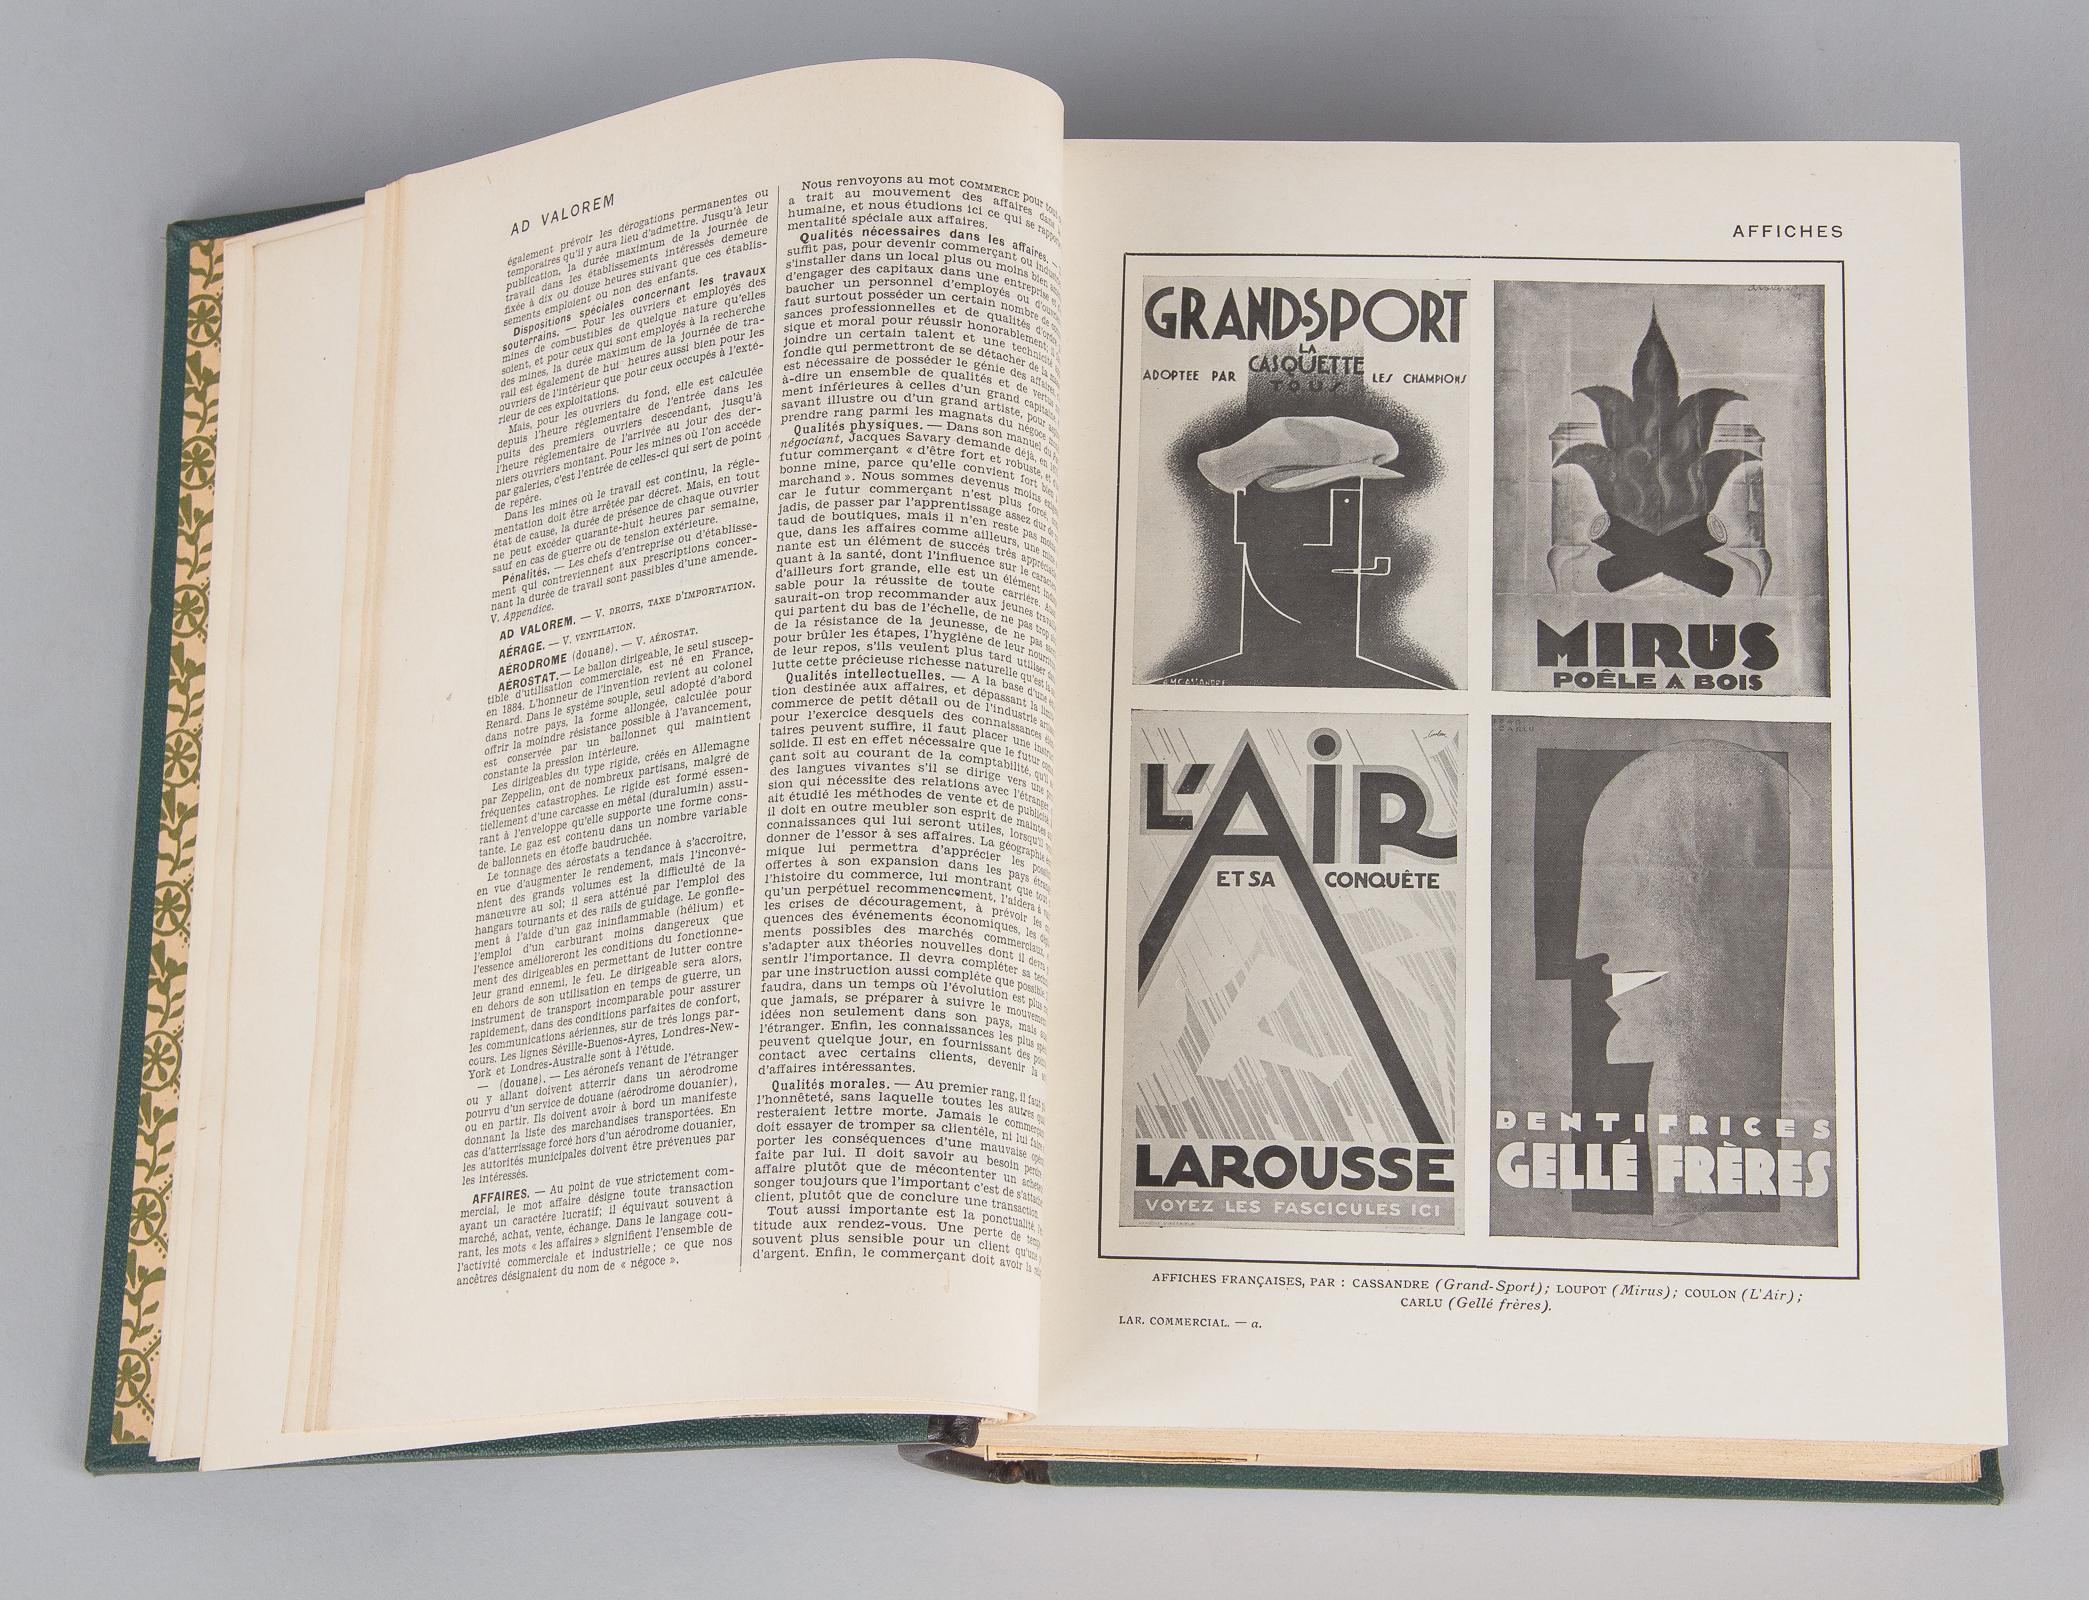 AD VALOREM
également prévoir les dérogations permanentes ou
temporaires qu'il y aura lieu d'admettre. Jusqu'à leur
publication, la durée maximum de la journée de
travail dans les établissements intéressés demeure
fixée à dix ou douze heures suivant que ces établis-
sements emploient ou non des enfants.
Dispositions spéciales concernant les travaux
souterrains. — Pour les ouvriers et employés des
mines de combustibles de quelque nature qu'elles
soient, et pour ceux qui sont employés à la recherche
des mines, la durée maximum de la journée de tra-
vail est également de hui heures aussi bien pour les
ouvriers de l'intérieur que pour ceux occupés à l'exté-
rieur de ces exploitations.
Mais, pour les ouvriers du fond, elle est calculée
depuis l'heure réglementaire de l'entrée dans les
puits des premiers ouvriers descendant, jusqu'à
l'heure réglementaire de l'arrivée au jour des der-
niers ouvriers montant. Pour les mines où l'on accède
par galeries, c'est l'entrée de celles-ci qui sert de point
de repère.
Dans les mines où le travail est continu, la régle-
mentation doit être arrêtée par décret. Mais, en tout
état de cause, la durée de présence de chaque ouvrier
ne peut excéder quarante-huit heures par semaine,
sauf en cas de guerre ou de tension extérieure.
Pénalités. — Les chefs d'entreprise ou d'établisse-
ment qui contreviennent aux prescriptions concer-
nant la durée de travail sont passibles d'une amende.
V. Appendice.
AD VALOREM. — V. DROITS, TAXE D'IMPORTATION.
AÉRAGE. — V. VENTILATION.
AÉRODROME (douane). — V. AÉROSTAT.
AÉROSTAT. — Le ballon dirigeable, le seul suscep-
tible d'utilisation commerciale, est né en France,
en 1884. L'honneur de l'invention revient au colonel
Renard. Dans le système souple, seul adopté d'abord
dans notre pays, la forme allongée, calculée pour
offrir la moindre résistance possible à l'avancement,
est conservée par un ballonnet qui maintient
constante la pression intérieure.
Les dirigeables du type rigide, créés en Allemagne
par Zeppelin, ont de nombreux partisans, malgré de
fréquentes catastrophes. Le rigide est formé essen-
tiellement d'une carcasse en métal (duralumin) assu-
rant à l'enveloppe qu'elle supporte une forme cons-
tante. Le gaz est contenu dans un nombre variable
de ballonnets en étoffe baudruchée.
Le tonnage des aérostats a tendance à s'accroître,
en vue d'augmenter le rendement, mais l'inconvé-
nient des grands volumes est la difficulté de la
manœuvre au sol; il sera atténué par l'emploi des
hangars tournants et des rails de guidage. Le gonfle-
ment à l'aide d'un gaz ininflammable (hélium) et
l'emploi d'un carburant moins dangereux que
l'essence amélioreront les conditions du fonctionne-
ment des dirigeables en permettant de lutter contre
leur grand ennemi, le feu. Le dirigeable sera alors,
en dehors de son utilisation en temps de guerre, un
instrument de transport incomparable pour assurer
rapidement, dans des conditions parfaites de confort,
les communications aériennes, sur de très longs par-
cours. Les lignes Séville-Buenos-Ayres, Londres-New-
York et Londres-Australie sont à l'étude.
— (douane). — Les aéronefs venant de l'étranger
ou y allant doivent atterrir dans un aérodrome
pourvu d'un service de douane (aérodrome douanier),
ou en partir. Ils doivent avoir à bord un manifeste
donnant la liste des marchandises transportées. En
cas d'atterrissage forcé hors d'un aérodrome douanier,
les autorités municipales doivent être prévenues par
les intéressés.
AFFAIRES. — Au point de vue strictement com-
mercial, le mot affaire désigne toute transaction
ayant un caractère lucratif; il équivaut souvent à
marché, achat, vente, échange. Dans le langage cou-
rant, les mots « les affaires » signifient l'ensemble de
l'activité commerciale et industrielle; ce que nos
ancêtres désignaient du nom de « négoce ».
Nous renvoyons au mot COMMERCE pour tout
a trait au mouvement des affaires dans
humaine, et nous étudions ici ce qui se rapporte
mentalité spéciale aux affaires.
Qualités nécessaires dans les affaires. —
suffit pas, pour devenir commerçant ou
s'installer dans un local plus ou moins bien
d'engager des capitaux dans une entreprise
baucher un personnel d'employés ou
faut surtout posséder un certain nombre de
sances professionnelles et de qualités
sique et moral pour réussir honorablement;
joindre un certain talent et une technicité
fondie qui permettront de se détacher de la
est nécessaire de posséder le génie des affaires,
à-dire un ensemble de qualités et de
ment inférieures à celles d'un grand capitaine
savant illustre ou d'un grand artiste, pour
prendre rang parmi les magnats du négoce
Qualités physiques. — Dans son manuel du
négociant, Jacques Savary demande déjà, en
futur commerçant « d'être fort et robuste, et
bonne mine, parce qu'elle convient fort bien
marchand ». Nous sommes devenus moins
car le futur commerçant n'est plus forcé,
jadis, de passer par l'apprentissage assez dur de
taud de boutiques, mais il n'en reste pas
que, dans les affaires comme ailleurs, une
nante est un élément de succès très
quant à la santé, dont l'influence sur le
d'ailleurs fort grande, elle est un élément
sable pour la réussite de toute carrière.
saurait-on trop recommander aux jeunes
qui partent du bas de l'échelle, de ne pas trop
de la résistance de la jeunesse, de ne pas
pour brûler les étapes, l'hygiène de leur
de leur repos, s'ils veulent plus tard utiliser
lutte cette précieuse richesse naturelle qu'est la
Qualités intellectuelles. — A la base d'une
tion destinée aux affaires, et dépassant la
commerce de petit détail ou de l'industrie
pour l'exercice desquels des connaissances
taires peuvent suffire, il faut placer une
solide. Il est en effet nécessaire que le futur
çant soit au courant de la comptabilité, qu'il
des langues vivantes s'il se dirige vers une
sion qui nécessite des relations avec l'étranger,
ait étudié les méthodes de vente et de publicité,
il doit en outre meubler son esprit de maintes
connaissances qui lui seront utiles, lorsqu'il
donner de l'essor à ses affaires. La géographie
mique lui permettra d'apprécier les
offertes à son expansion dans les pays
l'histoire du commerce, lui montrant que tout
qu'un perpétuel recommencement, l'aidera à
les crises de découragement, à prévoir les
quences des événements économiques, les
ments possibles des marchés commerciaux,
s'adapter aux théories nouvelles dont il devra
sentir l'importance. Il devra compléter sa
par une instruction aussi complète que possible.
faudra, dans un temps où l'évolution est plus
que jamais, se préparer à suivre le mouvement
idées non seulement dans son pays, mais
l'étranger. Enfin, les connaissances les plus
peuvent quelque jour, en fournissant des
contact avec certains clients, devenir la
d'affaires intéressantes.
Qualités morales. — Au premier rang, il faut
l'honnêteté, sans laquelle toutes les autres
resteraient lettre morte. Jamais le commerçant
doit essayer de tromper sa clientèle, ni lui faire
porter les conséquences d'une mauvaise
faite par lui. Il doit savoir au besoin
affaire plutôt que de mécontenter un acheteur,
songer toujours que l'important c'est de
client, plutôt que de conclure une transaction.
Tout aussi importante est la ponctualité,
titude aux rendez-vous. Une perte de temps
souvent plus sensible pour un client
d'argent. Enfin, le commerçant doit avoir la
AFFICHES
GRAND·SPORT
LA
CASQUETTE
ADOPTEE PAR TOUS LES CHAMPIONS
A.M.CASSANDRE
MIRUS
POÊLE A BOIS
L'AIR
ET SA CONQUÊTE
LAROUSSE
VOYEZ LES FASCICULES ICI
JEAN
CARLU
DENTIFRICES
GELLÉ FRÈRES
AFFICHES FRANÇAISES, PAR : CASSANDRE (Grand-Sport); LOUPOT (Mirus); COULON (L'Air);
CARLU (Gellé frères).
LAR. COMMERCIAL. — a.